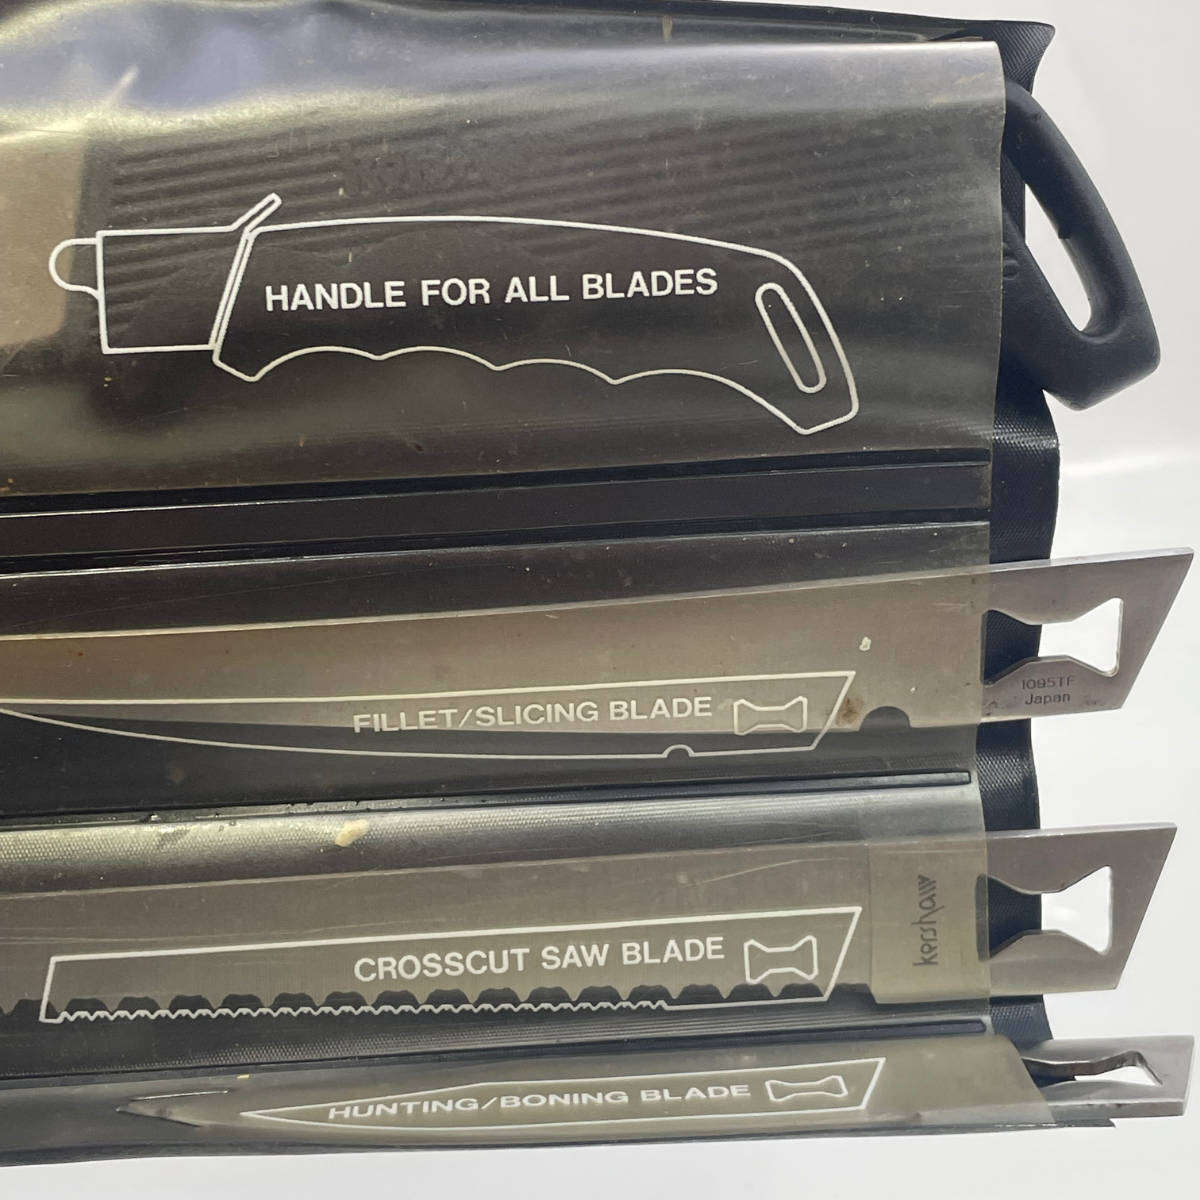 HANDLE FOR ALL BLADES
FILLET/SLICING BLADE
1095TF
Japan
CROSSCUT SAW BLADE
kershaw
HUNTING/BONING BLADE